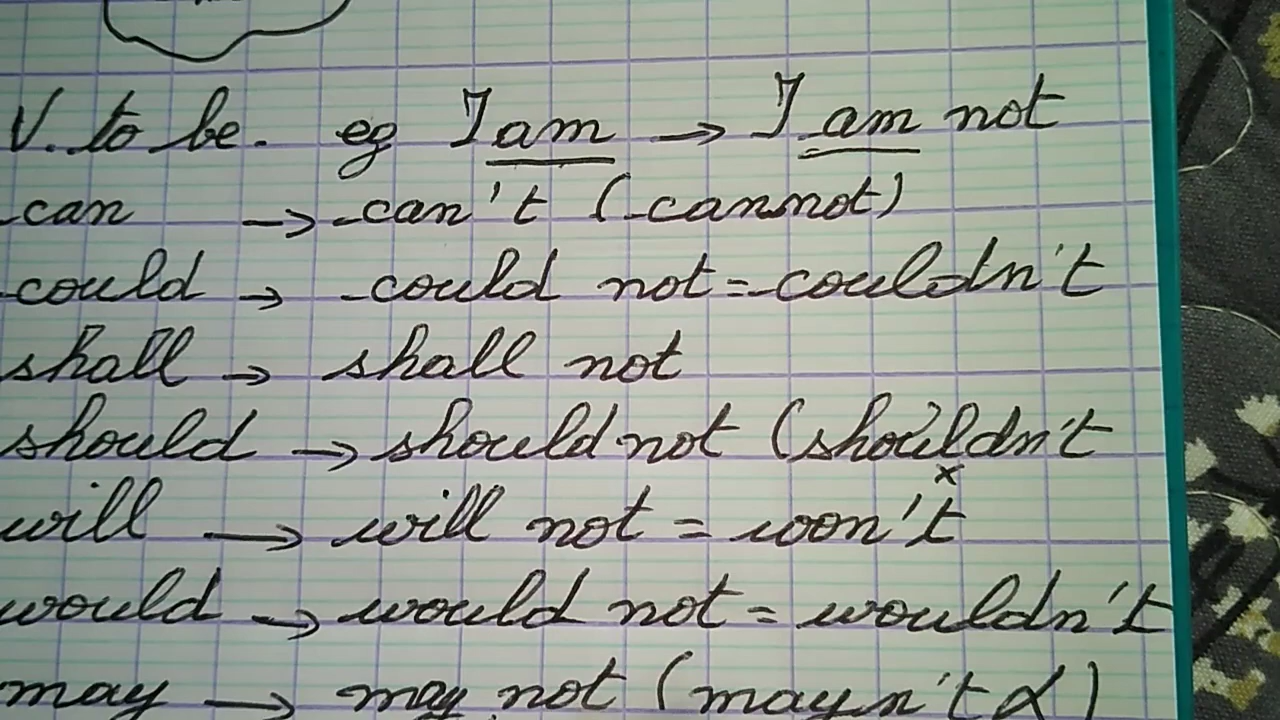 V. to be. eg I am → I am not
can → can't (cannot)
could → could not = couldn't
shall → shall not
should → should not (shouldn't
will → will not = won't
would → would not = wouldn't
may → may not (mayn't